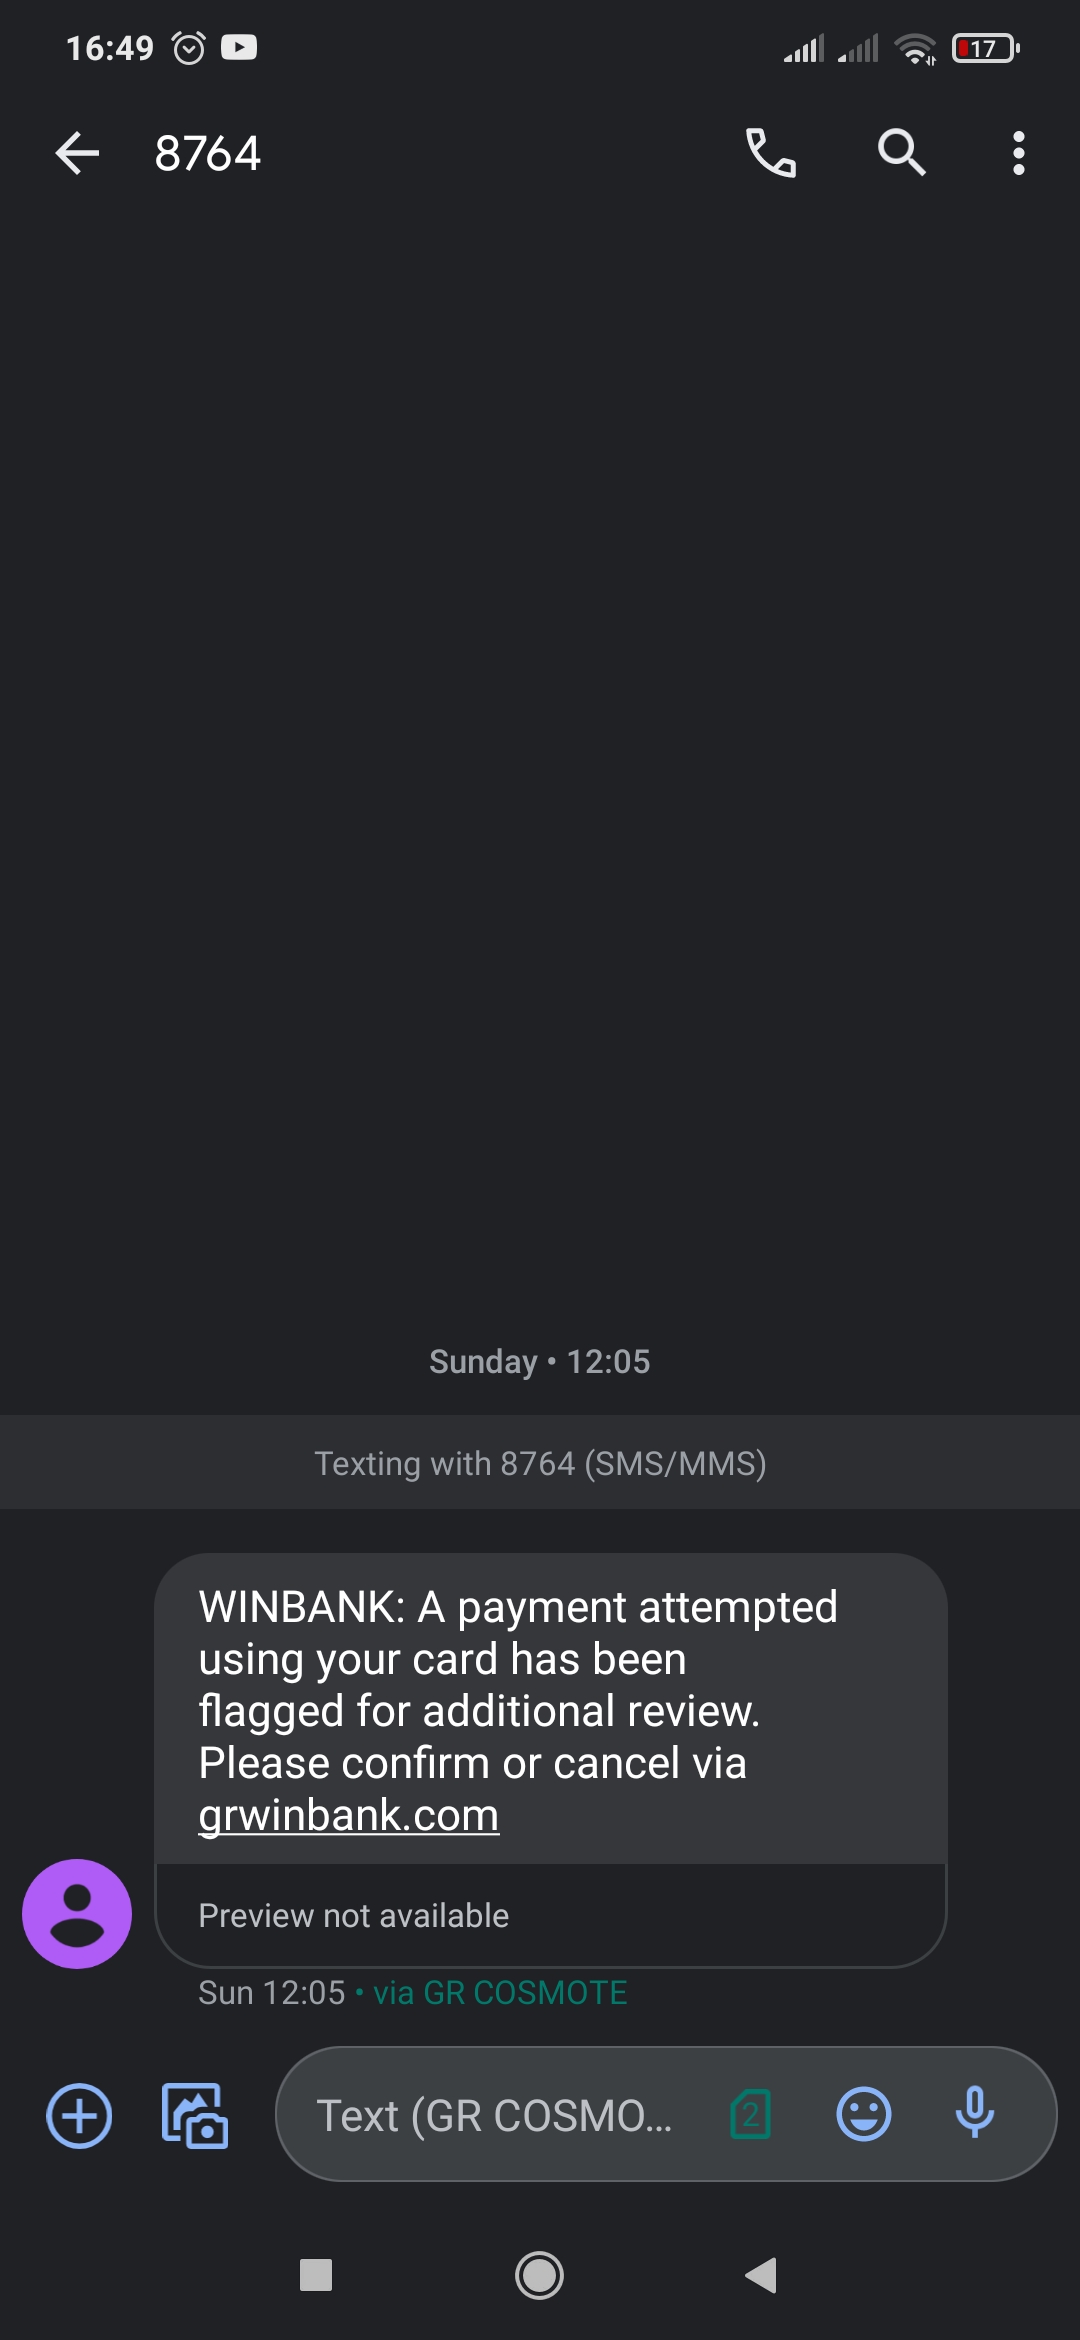 16:49
17
8764
Sunday • 12:05
Texting with 8764 (SMS/MMS)
WINBANK: A payment attempted
using your card has been
flagged for additional review.
Please confirm or cancel via
grwinbank.com
Preview not available
Sun 12:05 • via GR COSMOTE
Text (GR COSMO...
2